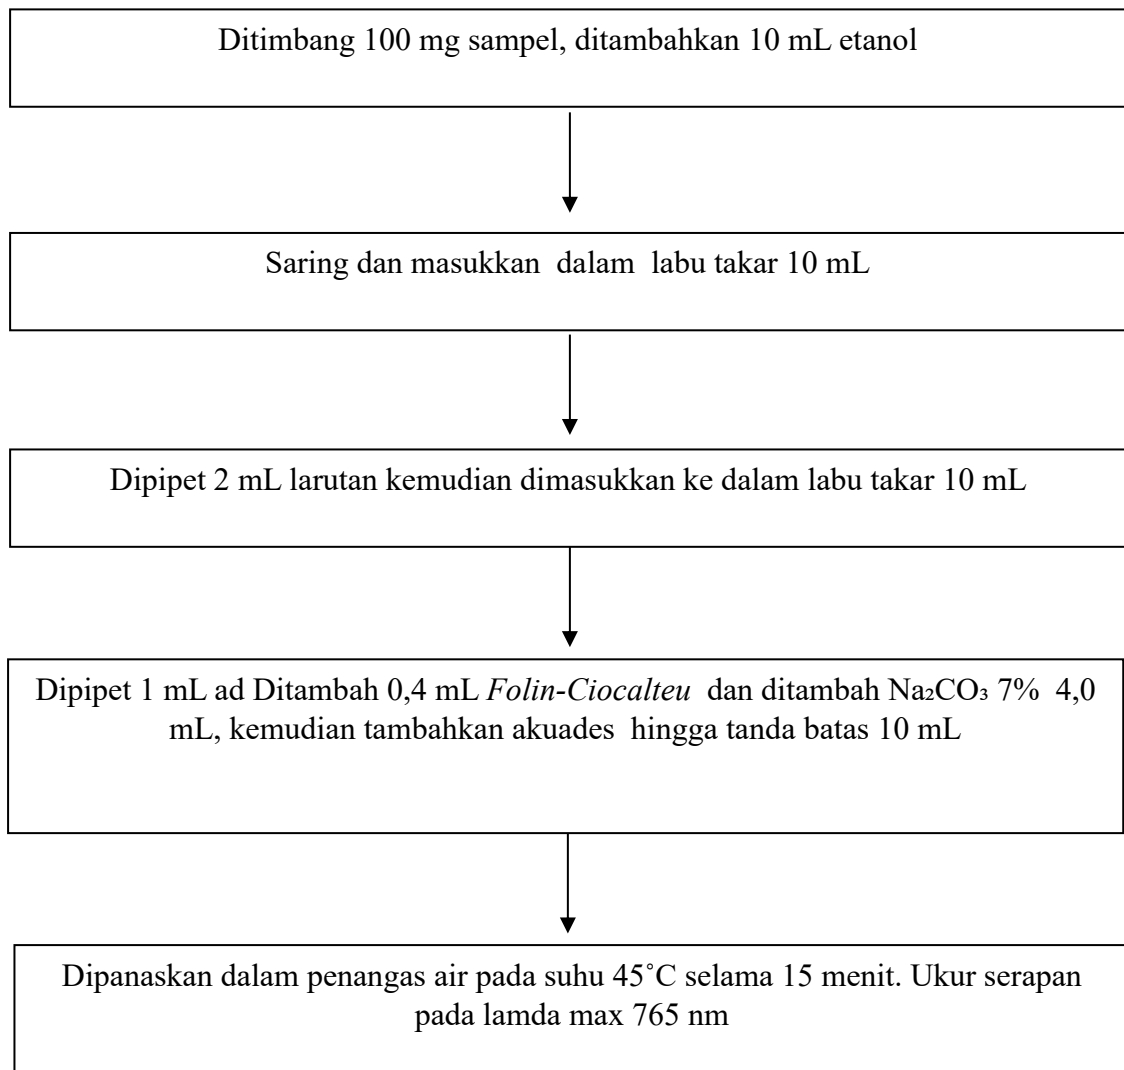 Ditimbang 100 mg sampel, ditambahkan 10 mL etanol
Saring dan masukkan  dalam  labu takar 10 mL
Dipipet 2 mL larutan kemudian dimasukkan ke dalam labu takar 10 mL
Dipipet 1 mL ad Ditambah 0,4 mL Folin-Ciocalteu  dan ditambah Na₂CO₃ 7%  4,0
mL, kemudian tambahkan akuades  hingga tanda batas 10 mL
Dipanaskan dalam penangas air pada suhu 45˚C selama 15 menit. Ukur serapan
pada lamda max 765 nm